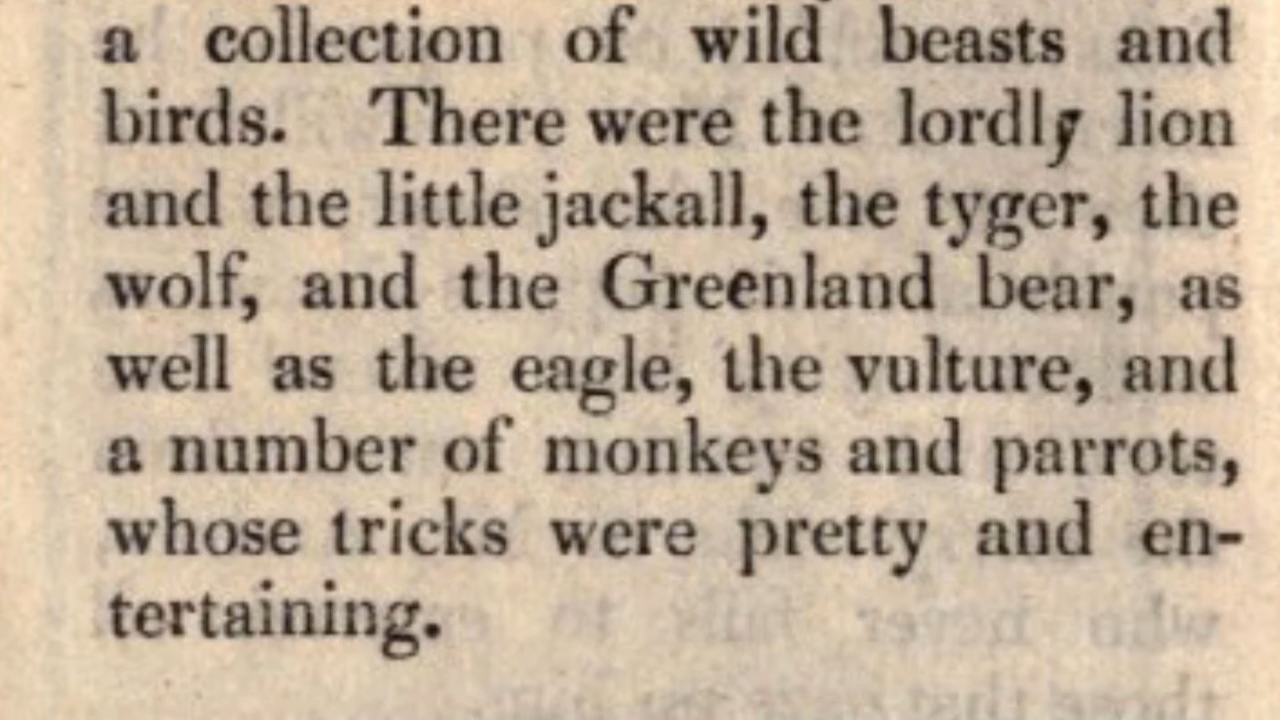 a collection of wild beasts and
birds. There were the lordly lion
and the little jackall, the tyger, the
wolf, and the Greenland bear, as
well as the eagle, the vulture, and
a number of monkeys and parrots,
whose tricks were pretty and en-
tertaining.